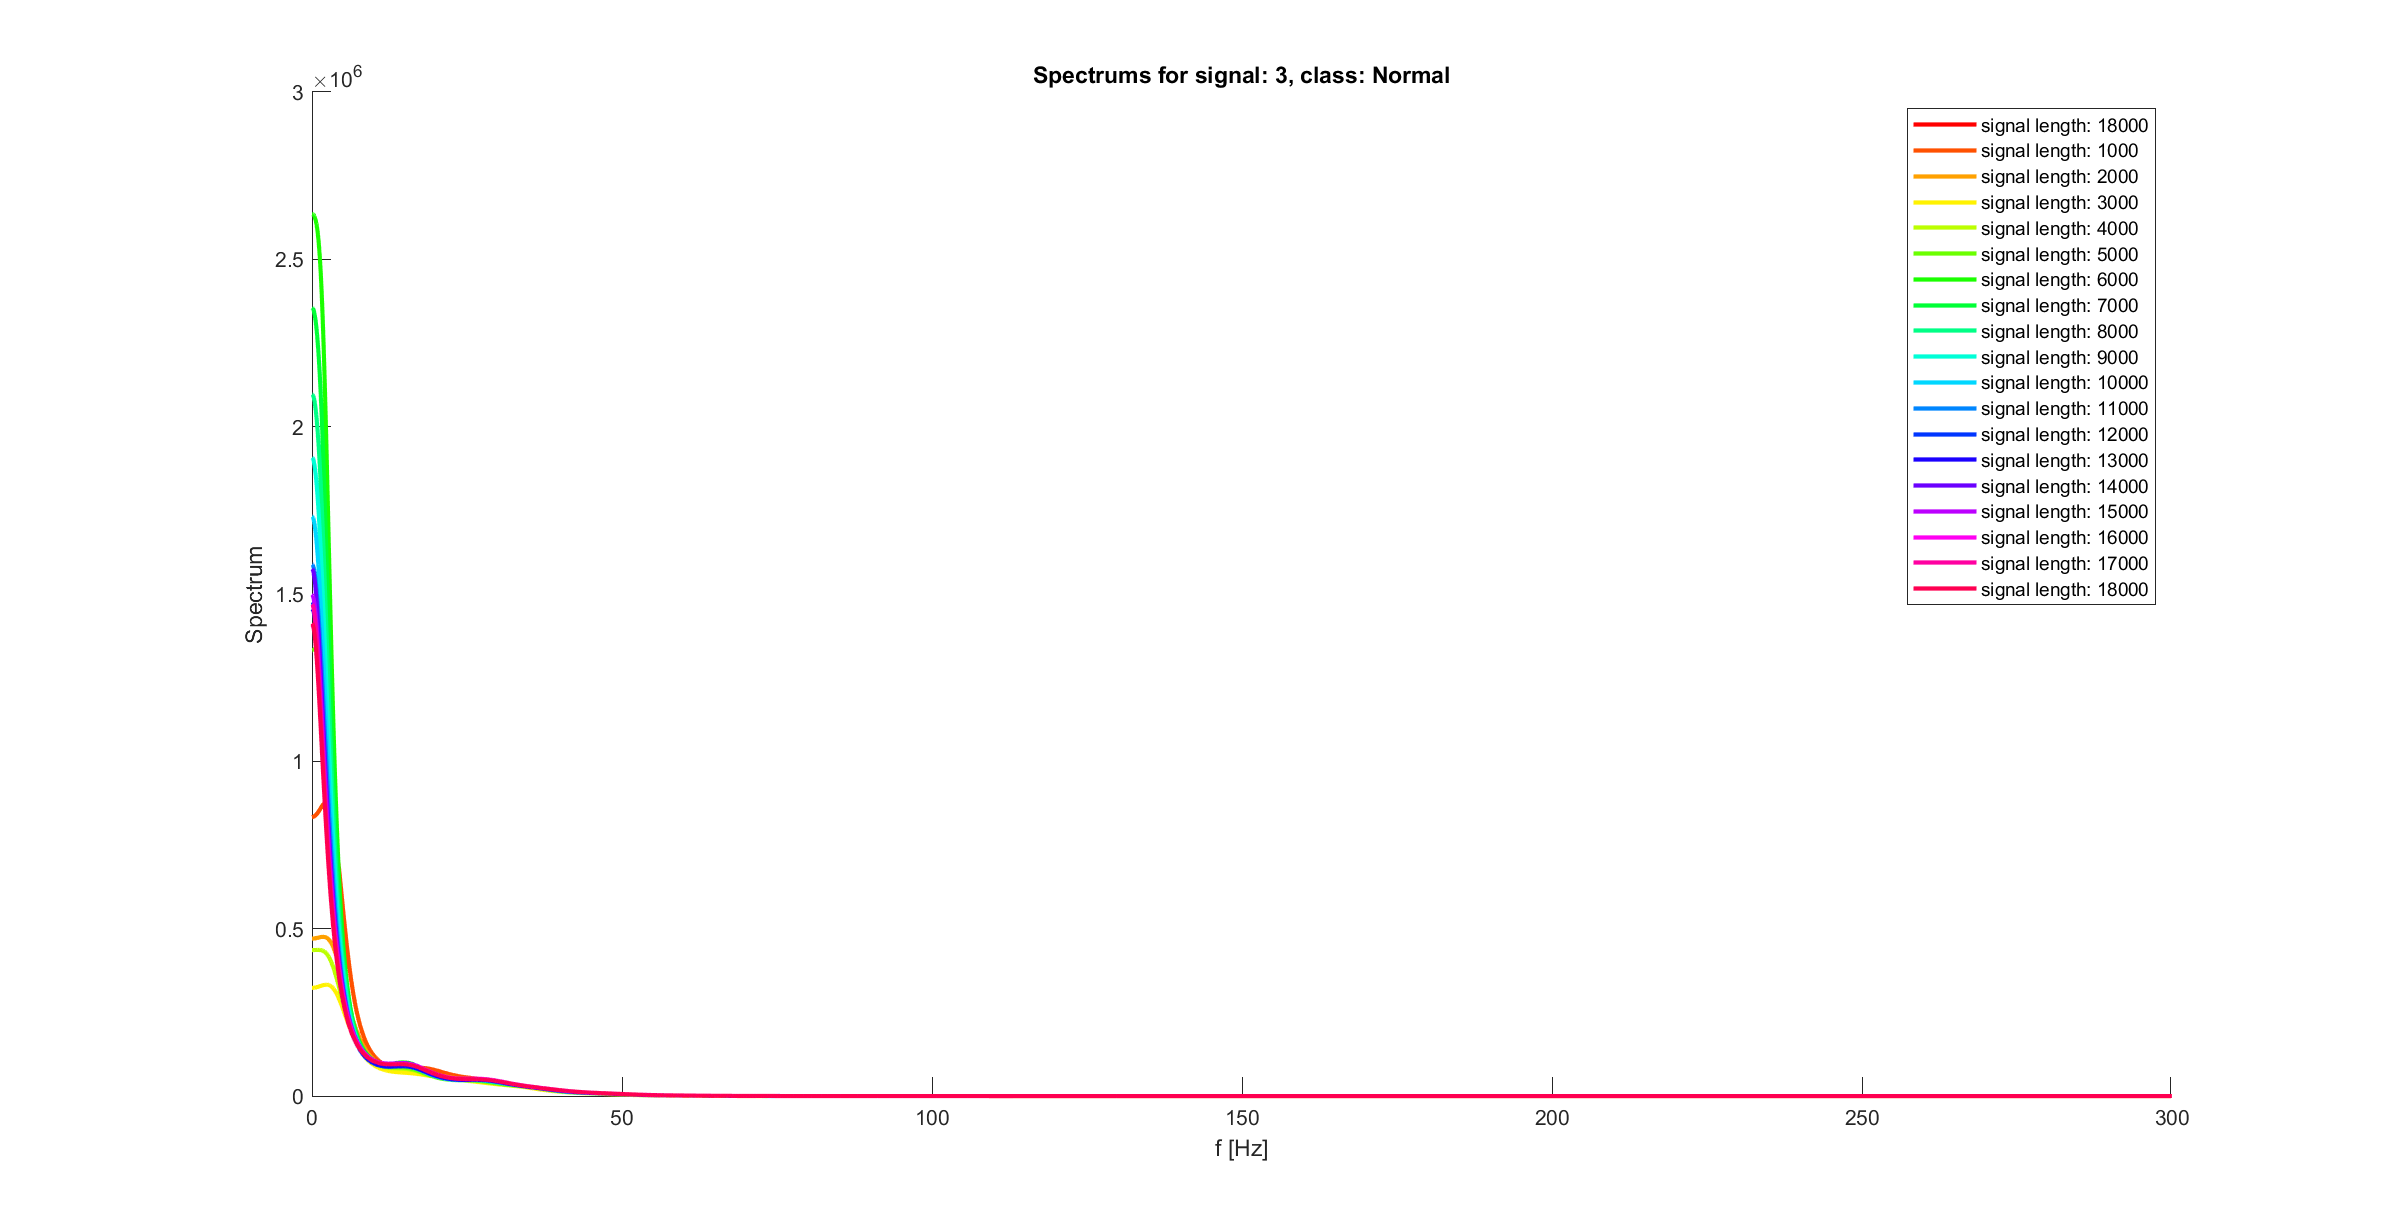 Spectrums for signal: 3, class: Normal
×10^6
3
2.5
2
1.5
1
0.5
0
Spectrum
0 50 100 150 200 250 300
f [Hz]
signal length: 18000
signal length: 1000
signal length: 2000
signal length: 3000
signal length: 4000
signal length: 5000
signal length: 6000
signal length: 7000
signal length: 8000
signal length: 9000
signal length: 10000
signal length: 11000
signal length: 12000
signal length: 13000
signal length: 14000
signal length: 15000
signal length: 16000
signal length: 17000
signal length: 18000